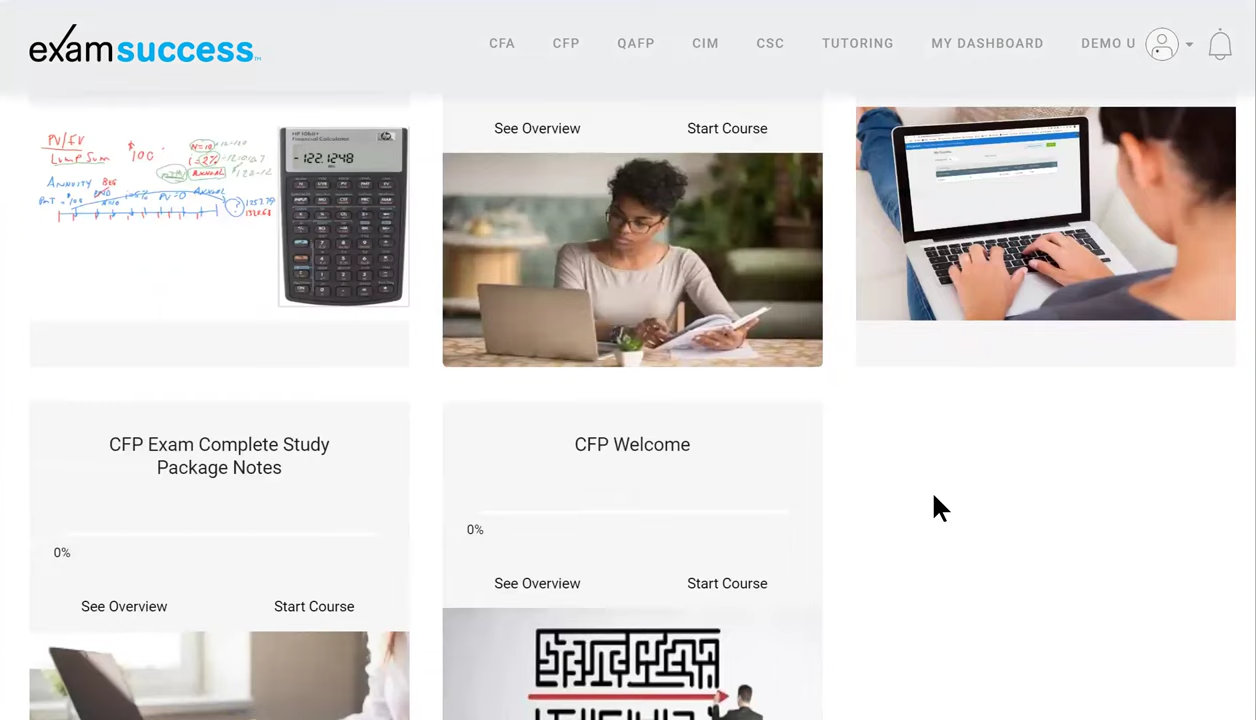 examsuccess
CFA
CFP
QAFP
CIM
CSC
TUTORING
MY DASHBOARD
DEMO U
PV/FV
LUMP SUM
$100
ANNUITY
ANNUAL
-122.1248
See Overview
Start Course
CFP Exam Complete Study
Package Notes
0%
See Overview
Start Course
CFP Welcome
0%
See Overview
Start Course